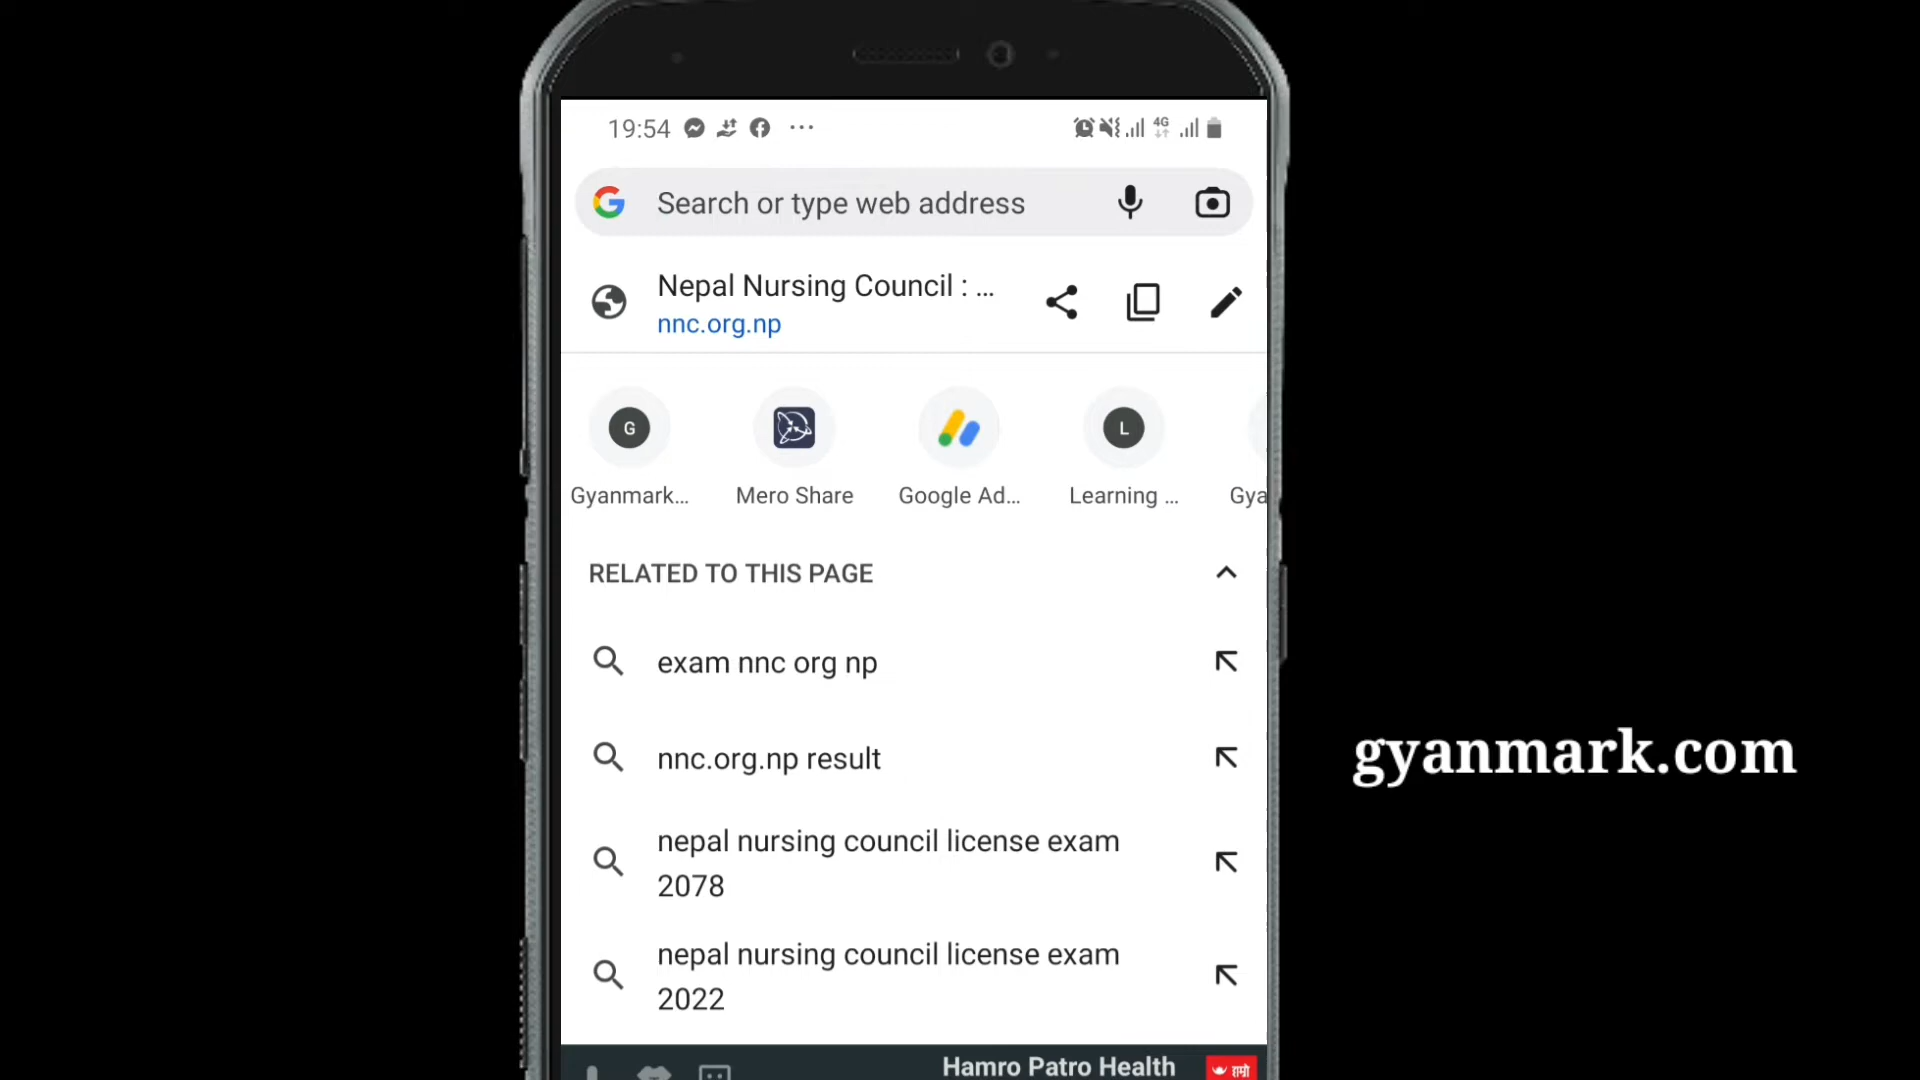 19:54
4G
Search or type web address
Nepal Nursing Council : ...
nnc.org.np
G
L
Gyanmark...
Mero Share
Google Ad...
Learning ...
Gya
RELATED TO THIS PAGE
exam nnc org np
nnc.org.np result
nepal nursing council license exam
2078
nepal nursing council license exam
2022
gyanmark.com
Hamro Patro Health
हाम्रो